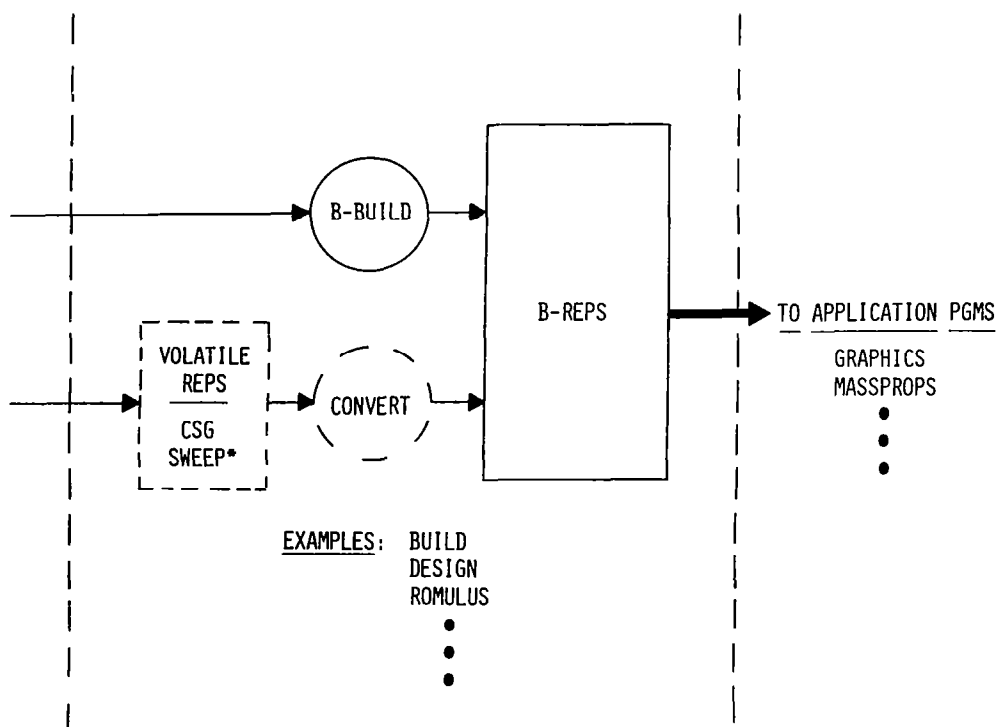 B-BUILD
B-REPS
TO APPLICATION PGMS
GRAPHICS
MASSPROPS
VOLATILE
REPS
CSG
SWEEP*
CONVERT
EXAMPLES: BUILD
DESIGN
ROMULUS